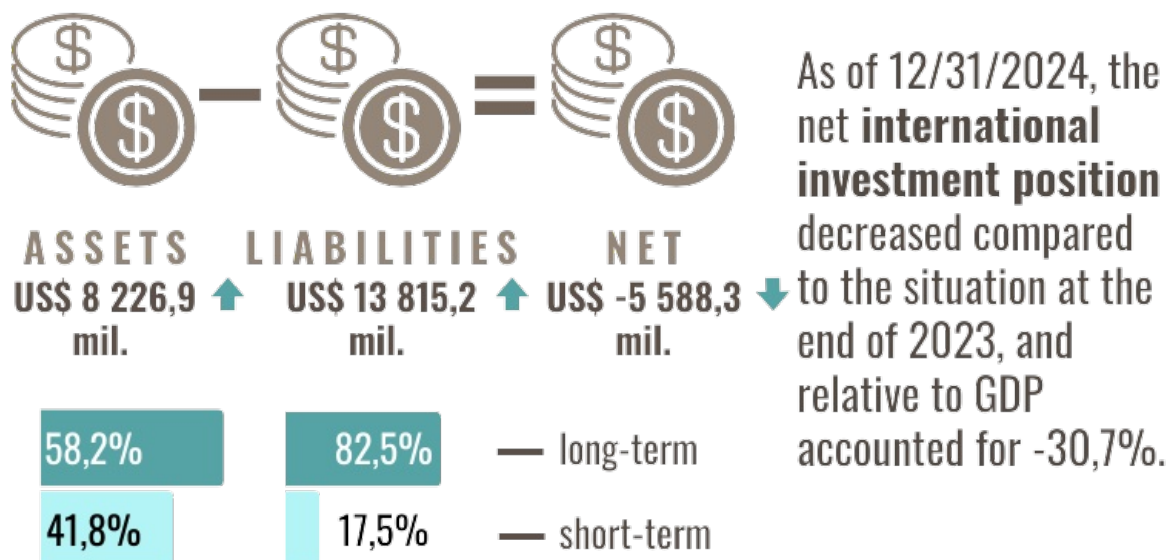 ASSETS
US$ 8 226,9
mil.
LIABILITIES
US$ 13 815,2
mil.
NET
US$ -5 588,3
mil.
58,2%
41,8%
82,5%
17,5%
long-term
short-term
As of 12/31/2024, the
net international
investment position
decreased compared
to the situation at the
end of 2023, and
relative to GDP
accounted for -30,7%.